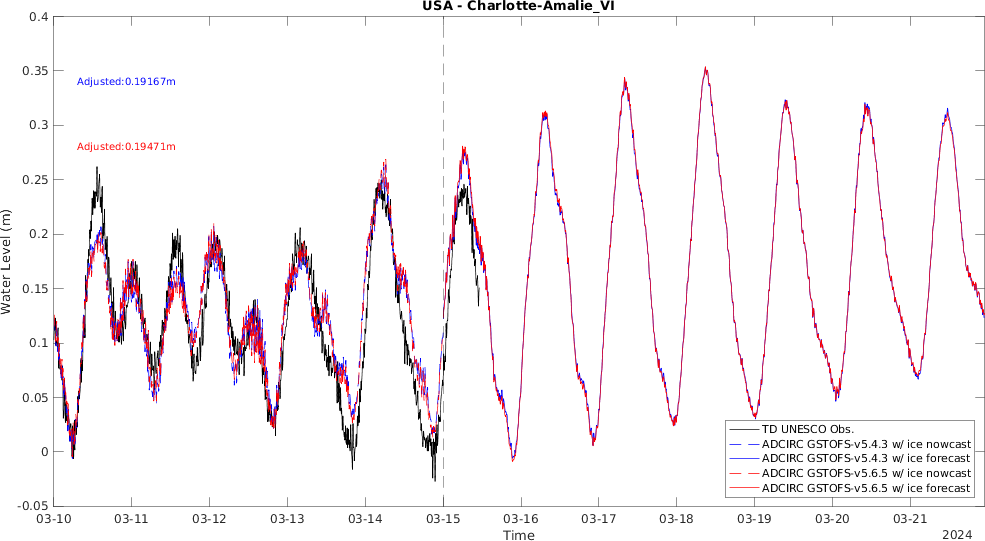 USA - Charlotte-Amalie_VI
0.4
0.35
0.3
0.25
0.2
0.15
0.1
0.05
0
-0.05
Water Level (m)
Adjusted:0.19167m
Adjusted:0.19471m
TD UNESCO Obs.
ADCIRC GSTOFS-v5.4.3 w/ ice nowcast
ADCIRC GSTOFS-v5.4.3 w/ ice forecast
ADCIRC GSTOFS-v5.6.5 w/ ice nowcast
ADCIRC GSTOFS-v5.6.5 w/ ice forecast
03-10 03-11 03-12 03-13 03-14 03-15 03-16 03-17 03-18 03-19 03-20 03-21
Time
2024